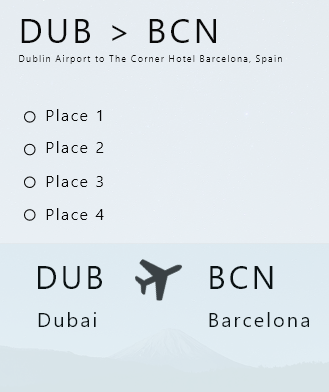 DUB > BCN
Dublin Airport to The Corner Hotel Barcelona, Spain
Place 1
Place 2
Place 3
Place 4
DUB BCN
Dubai Barcelona